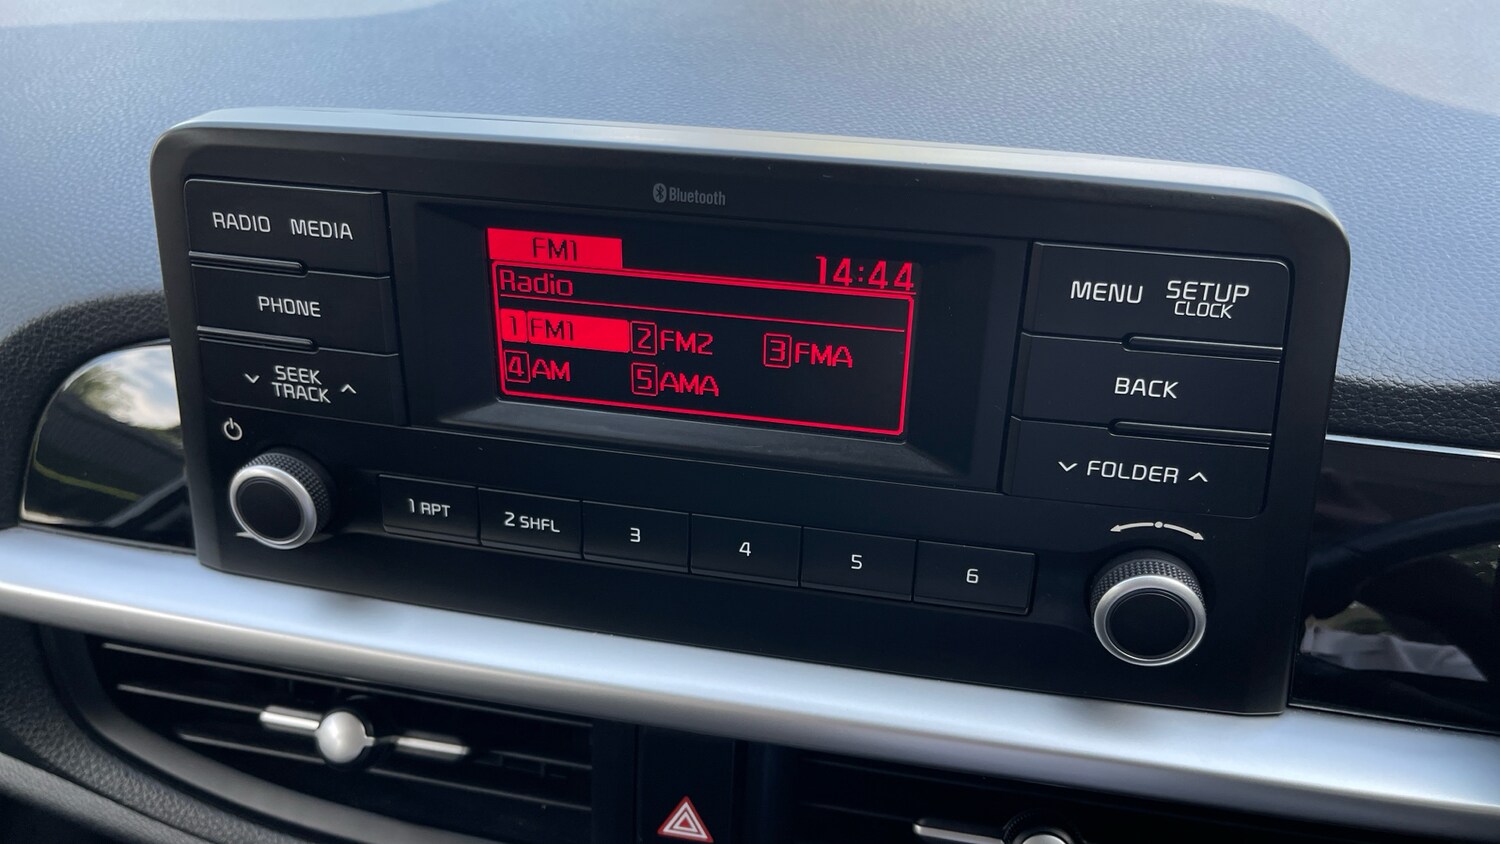 Bluetooth
RADIO MEDIA
PHONE
SEEK
TRACK
FM1
14:44
Radio
1 FM1 2 FM2 3 FMA
4 AM 5 AMA
MENU SETUP
CLOCK
BACK
FOLDER
1 RPT 2 SHFL 3 4 5 6